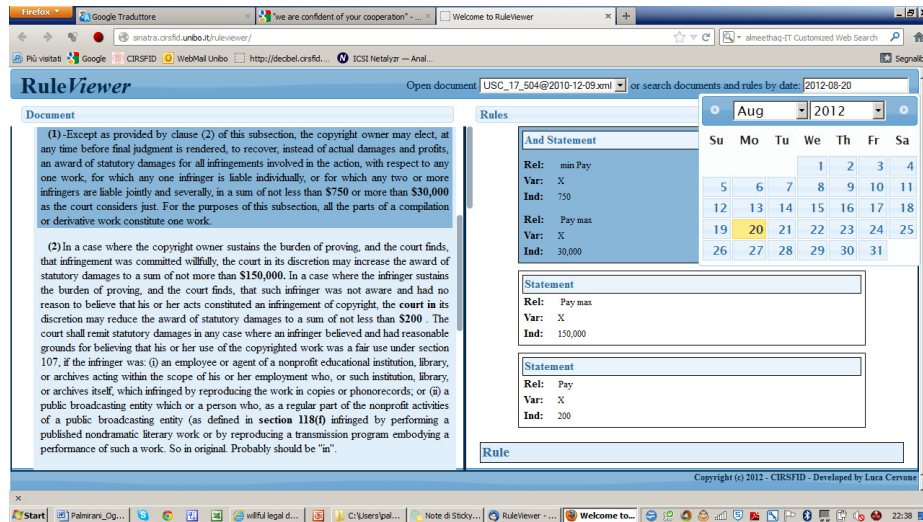 Firefox
Google Traduttore
"we are confident of your cooperation" - ...
Welcome to RuleViewer
sinatra.cirsfid.unibo.it/ruleviewer/
almeethaq-IT Customized Web Search
Più visitati
Google
CIRSFID
WebMail Unibo
http://decibel.cirsfid....
ICSI Netalyzr — Anal...
Segnalib
RuleViewer
Open document
USC_17_504@2010-12-09.xml
or search documents and rules by date:
2012-08-20
Document
Rules
(1) -Except as provided by clause (2) of this subsection, the copyright owner may elect, at
any time before final judgment is rendered, to recover, instead of actual damages and profits,
an award of statutory damages for all infringements involved in the action, with respect to any
one work, for which any one infringer is liable individually, or for which any two or more
infringers are liable jointly and severally, in a sum of not less than $750 or more than $30,000
as the court considers just. For the purposes of this subsection, all the parts of a compilation
or derivative work constitute one work.
(2) In a case where the copyright owner sustains the burden of proving, and the court finds,
that infringement was committed willfully, the court in its discretion may increase the award of
statutory damages to a sum of not more than $150,000. In a case where the infringer sustains
the burden of proving, and the court finds, that such infringer was not aware and had no
reason to believe that his or her acts constituted an infringement of copyright, the court in its
discretion may reduce the award of statutory damages to a sum of not less than $200 . The
court shall remit statutory damages in any case where an infringer believed and had reasonable
grounds for believing that his or her use of the copyrighted work was a fair use under section
107, if the infringer was: (i) an employee or agent of a nonprofit educational institution, library,
or archives acting within the scope of his or her employment who, or such institution, library,
or archives itself, which infringed by reproducing the work in copies or phonorecords; or (ii) a
public broadcasting entity which or a person who, as a regular part of the nonprofit activities
of a public broadcasting entity (as defined in section 118(f) infringed by performing a
published nondramatic literary work or by reproducing a transmission program embodying a
performance of such a work. So in original. Probably should be "in".
And Statement
Rel: min Pay
Var: X
Ind: 750
Rel: Pay max
Var: X
Ind: 30,000
Statement
Rel: Pay max
Var: X
Ind: 150,000
Statement
Rel: Pay
Var: X
Ind: 200
Rule
Aug 2012
Su Mo Tu We Th Fr Sa
1 2 3 4
5 6 7 8 9 10 11
12 13 14 15 16 17 18
19 20 21 22 23 24 25
26 27 28 29 30 31
Copyright (c) 2012 - CIRSFID - Developed by Luca Cervone
Start
Palmirani_Og...
willful legal d...
C:\Users\pal...
Note di Sticky...
RuleViewer - ...
Welcome to...
22:38